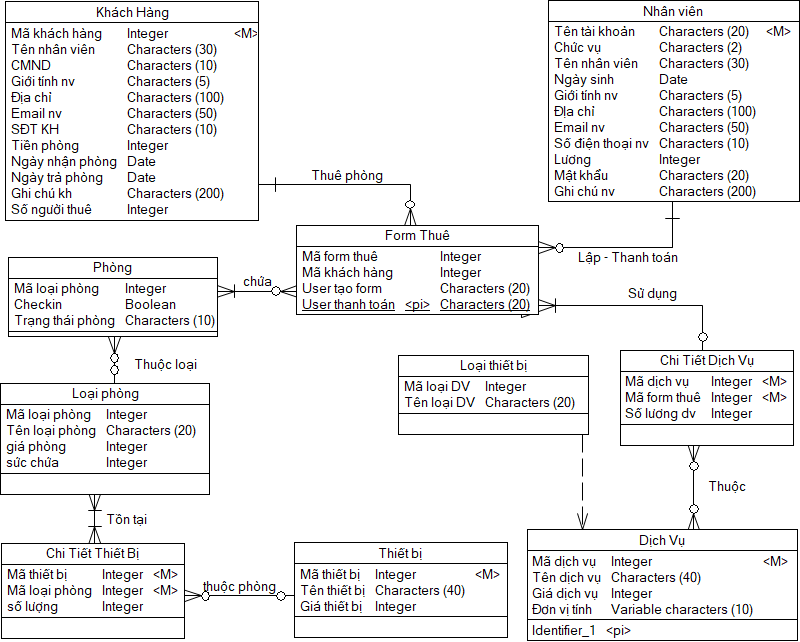 Khách Hàng
Mã khách hàng Integer <M>
Tên nhân viên Characters (30)
CMND Characters (10)
Giới tính nv Characters (5)
Địa chỉ Characters (100)
Email nv Characters (50)
SĐT KH Characters (10)
Tiền phòng Integer
Ngày nhận phòng Date
Ngày trả phòng Date
Ghi chú kh Characters (200)
Số người thuê Integer
Nhân viên
Tên tài khoản Characters (20) <M>
Chức vụ Characters (2)
Tên nhân viên Characters (30)
Ngày sinh Date
Giới tính nv Characters (5)
Địa chỉ Characters (100)
Email nv Characters (50)
Số điện thoại nv Characters (10)
Lương Integer
Mật khẩu Characters (20)
Ghi chú nv Characters (200)
Thuê phòng
Lập - Thanh toán
Form Thuê
Mã form thuê Integer
Mã khách hàng Integer
User tạo form Characters (20)
User thanh toán <pi> Characters (20)
Phòng
Mã loại phòng Integer
Checkin Boolean
Trạng thái phòng Characters (10)
chứa
Sử dụng
Thuộc loại
Loại thiết bị
Mã loại DV Integer
Tên loại DV Characters (20)
Chi Tiết Dịch Vụ
Mã dịch vụ Integer <M>
Mã form thuê Integer <M>
Số lượng dv Integer
Loại phòng
Mã loại phòng Integer
Tên loại phòng Characters (20)
giá phòng Integer
sức chứa Integer
Thuộc
Tồn tại
Chi Tiết Thiết Bị
Mã thiết bị Integer <M>
Mã loại phòng Integer <M>
số lượng Integer
thuộc phòng
Thiết bị
Mã thiết bị Integer <M>
Tên thiết bị Characters (40)
Giá thiết bị Integer
Dịch Vụ
Mã dịch vụ Integer <M>
Tên dịch vụ Characters (40)
Giá dịch vụ Integer
Đơn vị tính Variable characters (10)
Identifier_1 <pi>